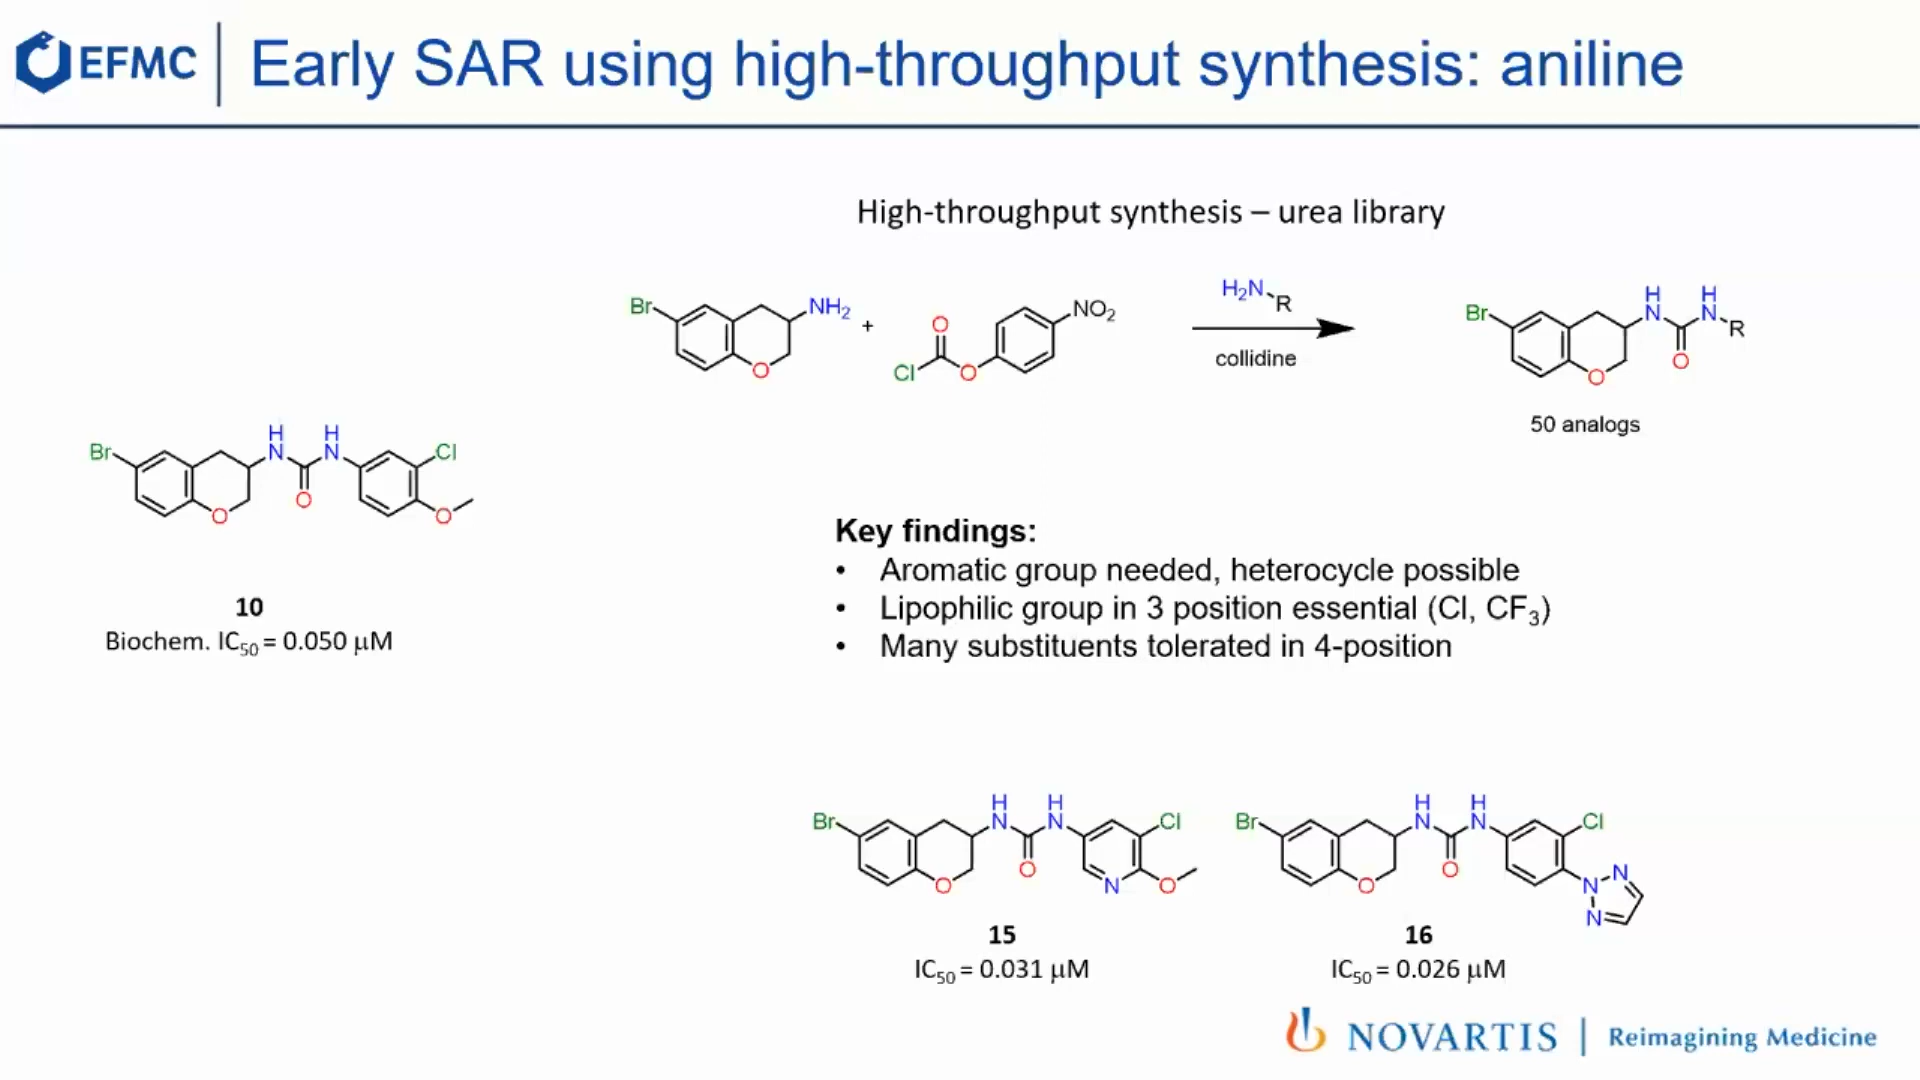 EFMC
Early SAR using high-throughput synthesis: aniline
High-throughput synthesis – urea library
Br
NH₂
O
+
O
Cl
O
NO₂
H₂N
R
collidine
Br
H
N
H
N
R
O
O
50 analogs
Br
H
N
H
N
Cl
O
O
O
10
Biochem. IC₅₀ = 0.050 µM
Key findings:
• Aromatic group needed, heterocycle possible
• Lipophilic group in 3 position essential (Cl, CF₃)
• Many substituents tolerated in 4-position
Br
H
N
H
N
Cl
O
O
N
O
15
IC₅₀ = 0.031 µM
Br
H
N
H
N
Cl
O
O
N
N
N
16
IC₅₀ = 0.026 µM
NOVARTIS | Reimagining Medicine